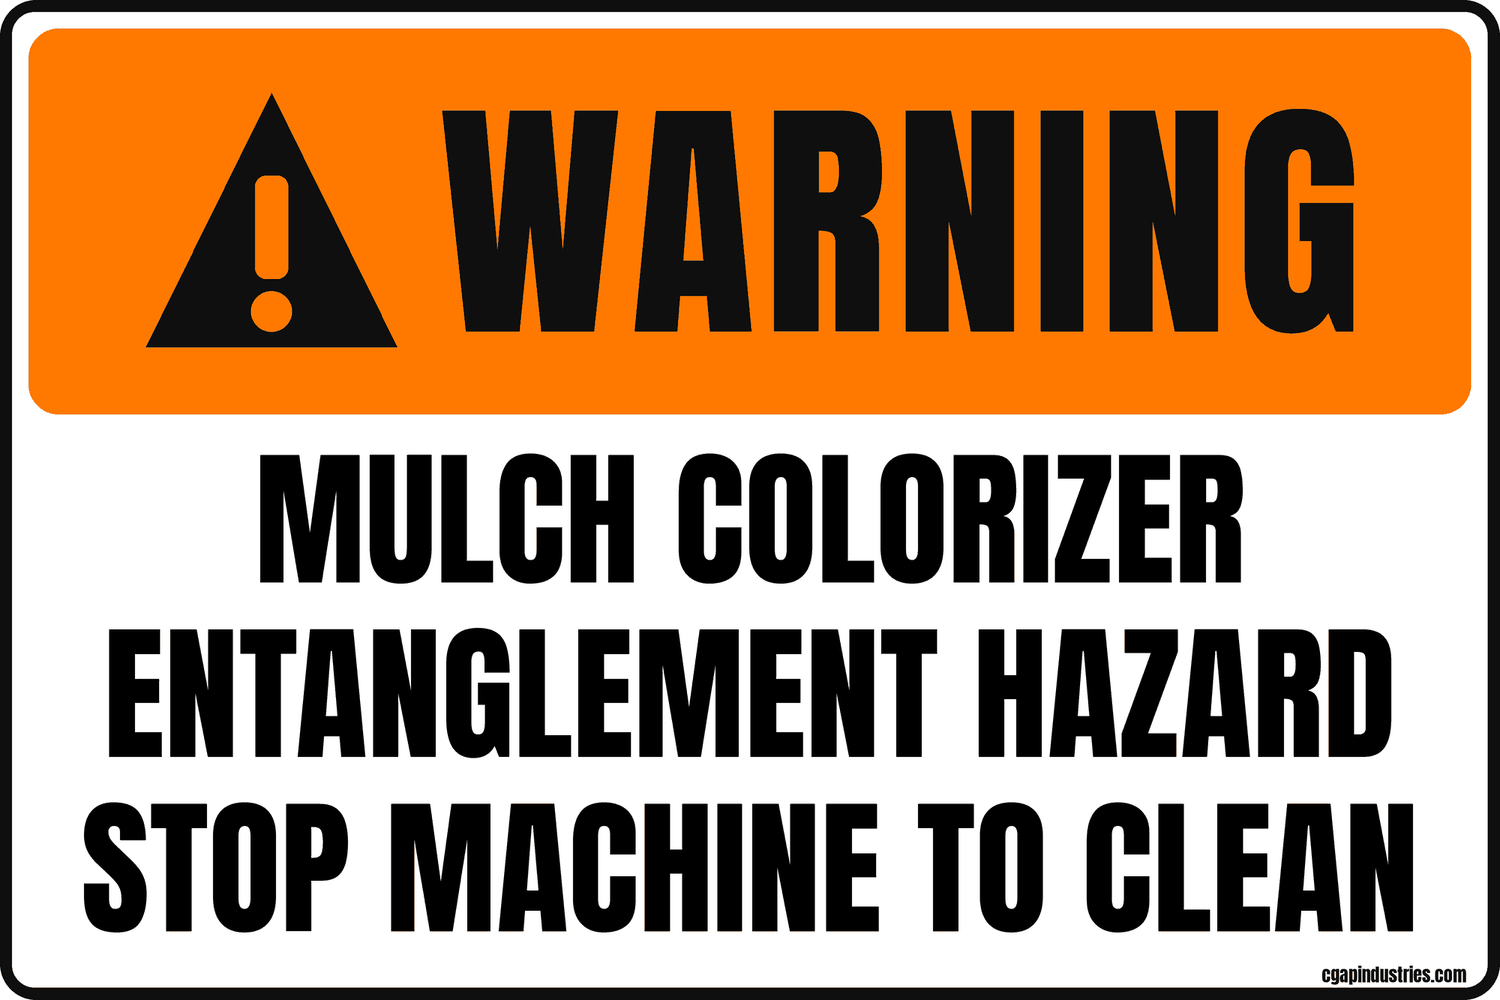 WARNING
MULCH COLORIZER
ENTANGLEMENT HAZARD
STOP MACHINE TO CLEAN
cgapindustries.com